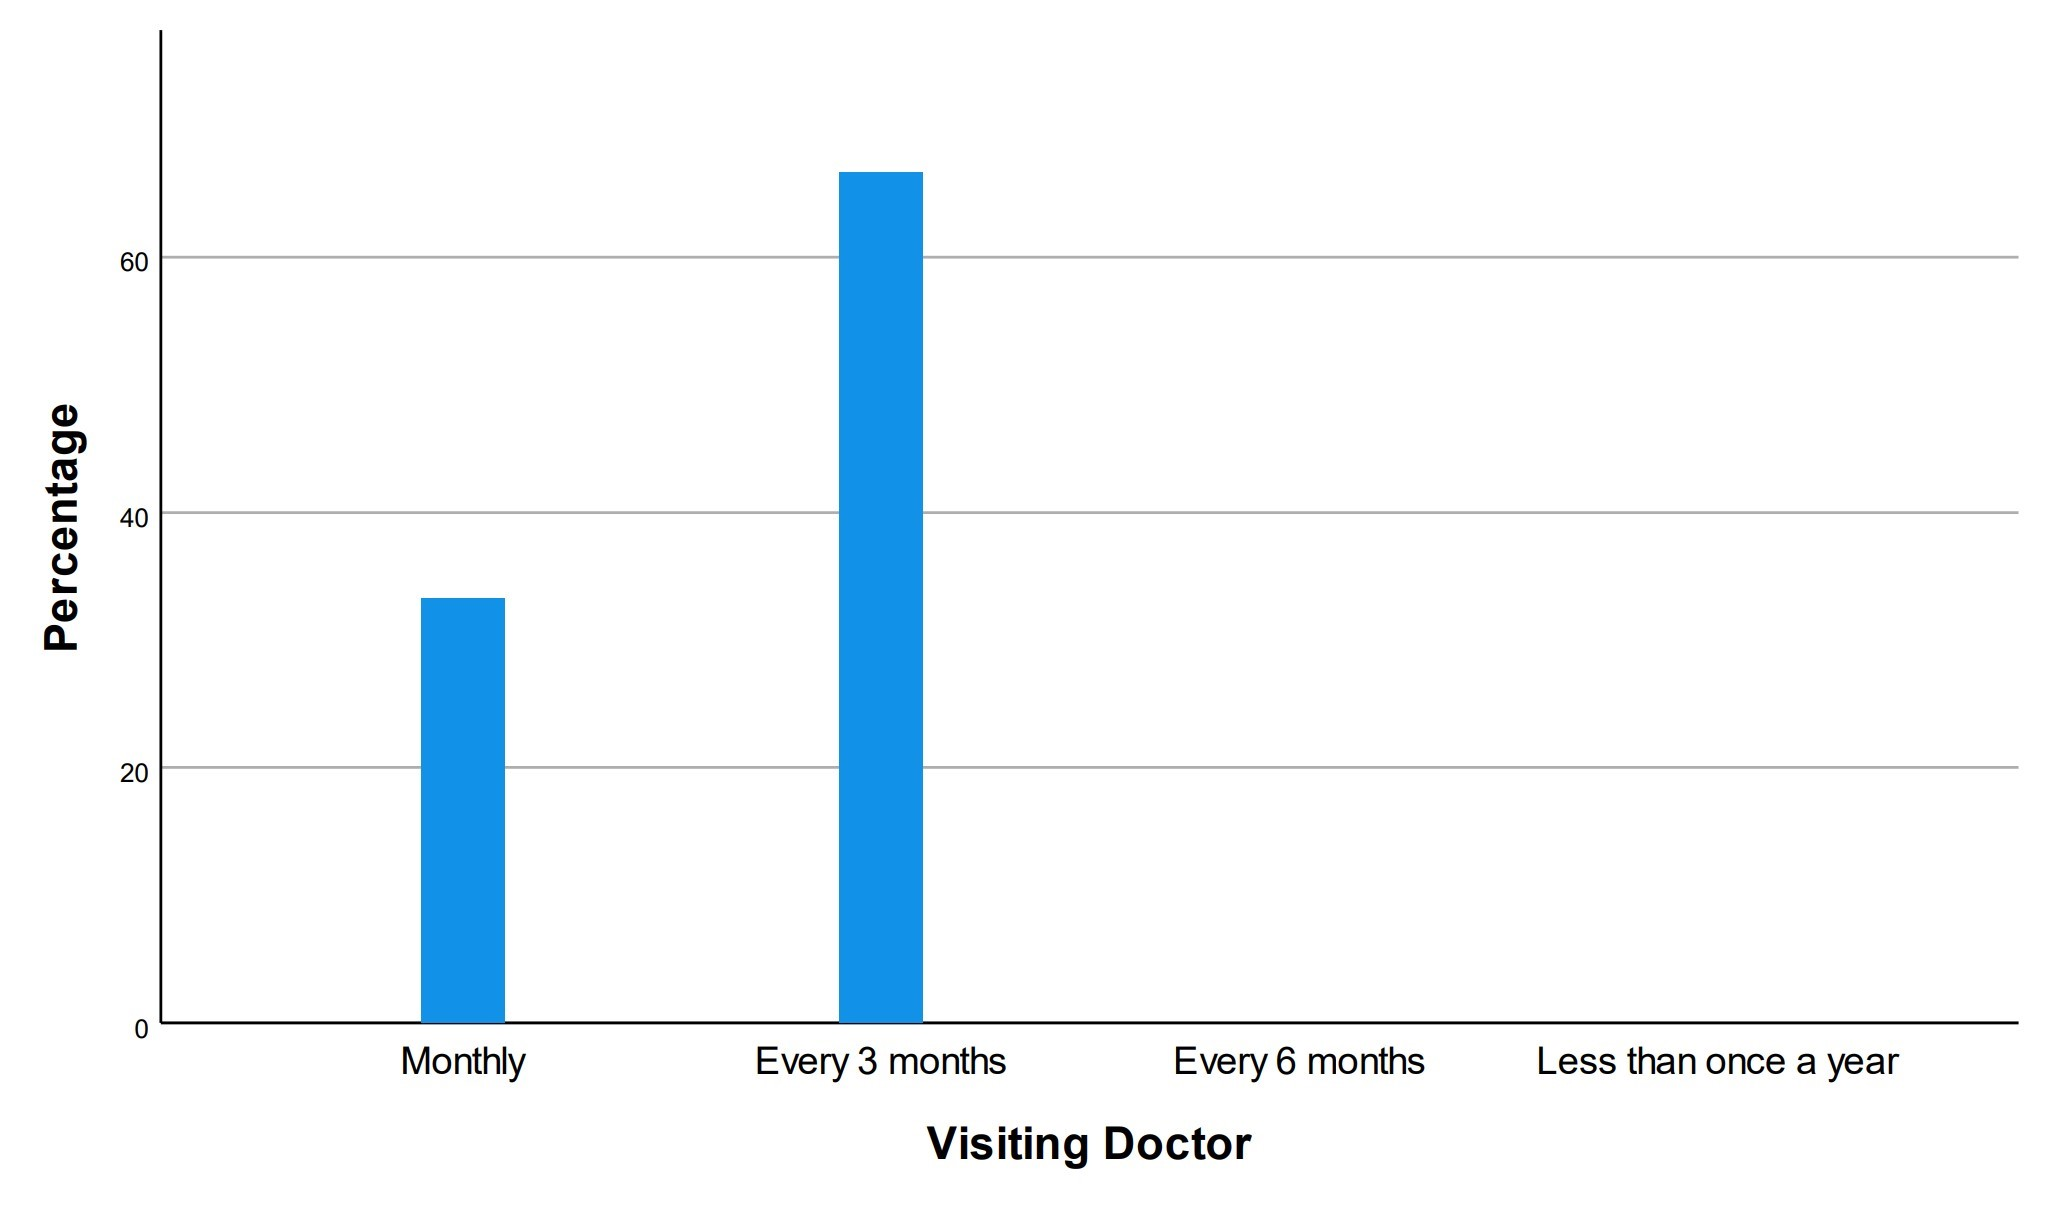 Percentage
60
40
20
0
Monthly
Every 3 months
Every 6 months
Less than once a year
Visiting Doctor